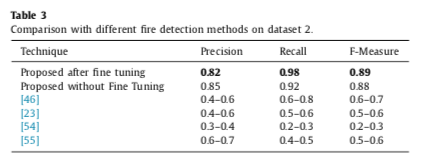 Table 3
Comparison with different fire detection methods on dataset 2.
Technique Precision Recall F-Measure
Proposed after fine tuning 0.82 0.98 0.89
Proposed without Fine Tuning 0.85 0.92 0.88
[46] 0.4–0.6 0.6–0.8 0.6–0.7
[23] 0.4–0.6 0.5–0.6 0.5–0.6
[54] 0.3–0.4 0.2–0.3 0.2–0.3
[55] 0.6–0.7 0.4–0.5 0.5–0.6